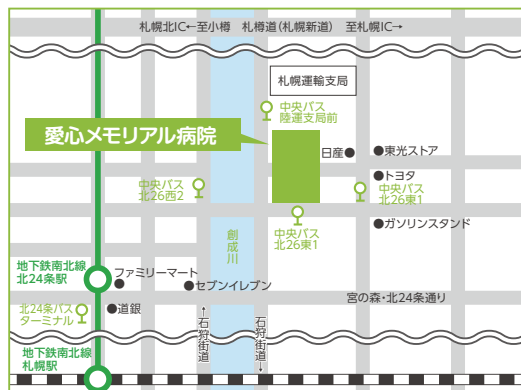 札幌北IC←至小樽 札樽道(札幌新道) 至札幌IC→
札幌運輸支局
中央バス
陸運支局前
愛心メモリアル病院
日産
東光ストア
トヨタ
中央バス
北26西2
中央バス
北26東1
中央バス
北26東1
ガソリンスタンド
創成川
地下鉄南北線
北24条駅
ファミリーマート
セブンイレブン
宮の森・北24条通り
北24条バス
ターミナル
道銀
←石狩街道
石狩街道→
地下鉄南北線
札幌駅